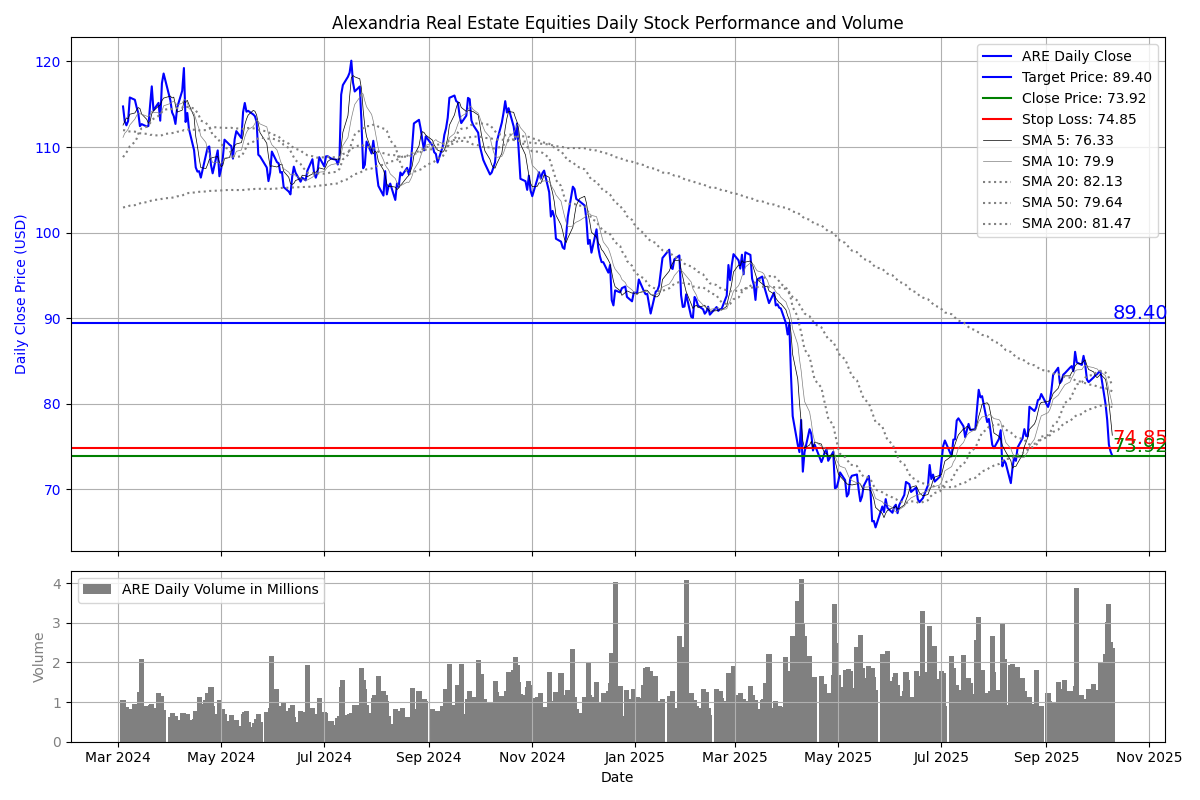 Alexandria Real Estate Equities Daily Stock Performance and Volume
Daily Close Price (USD)
120
110
100
90
80
70
ARE Daily Close
Target Price: 89.40
Close Price: 73.92
Stop Loss: 74.85
SMA 5: 76.33
SMA 10: 79.9
SMA 20: 82.13
SMA 50: 79.64
SMA 200: 81.47
89.40
74.85
73.92
Volume
4
3
2
1
0
ARE Daily Volume in Millions
Mar 2024 May 2024 Jul 2024 Sep 2024 Nov 2024 Jan 2025 Mar 2025 May 2025 Jul 2025 Sep 2025 Nov 2025
Date